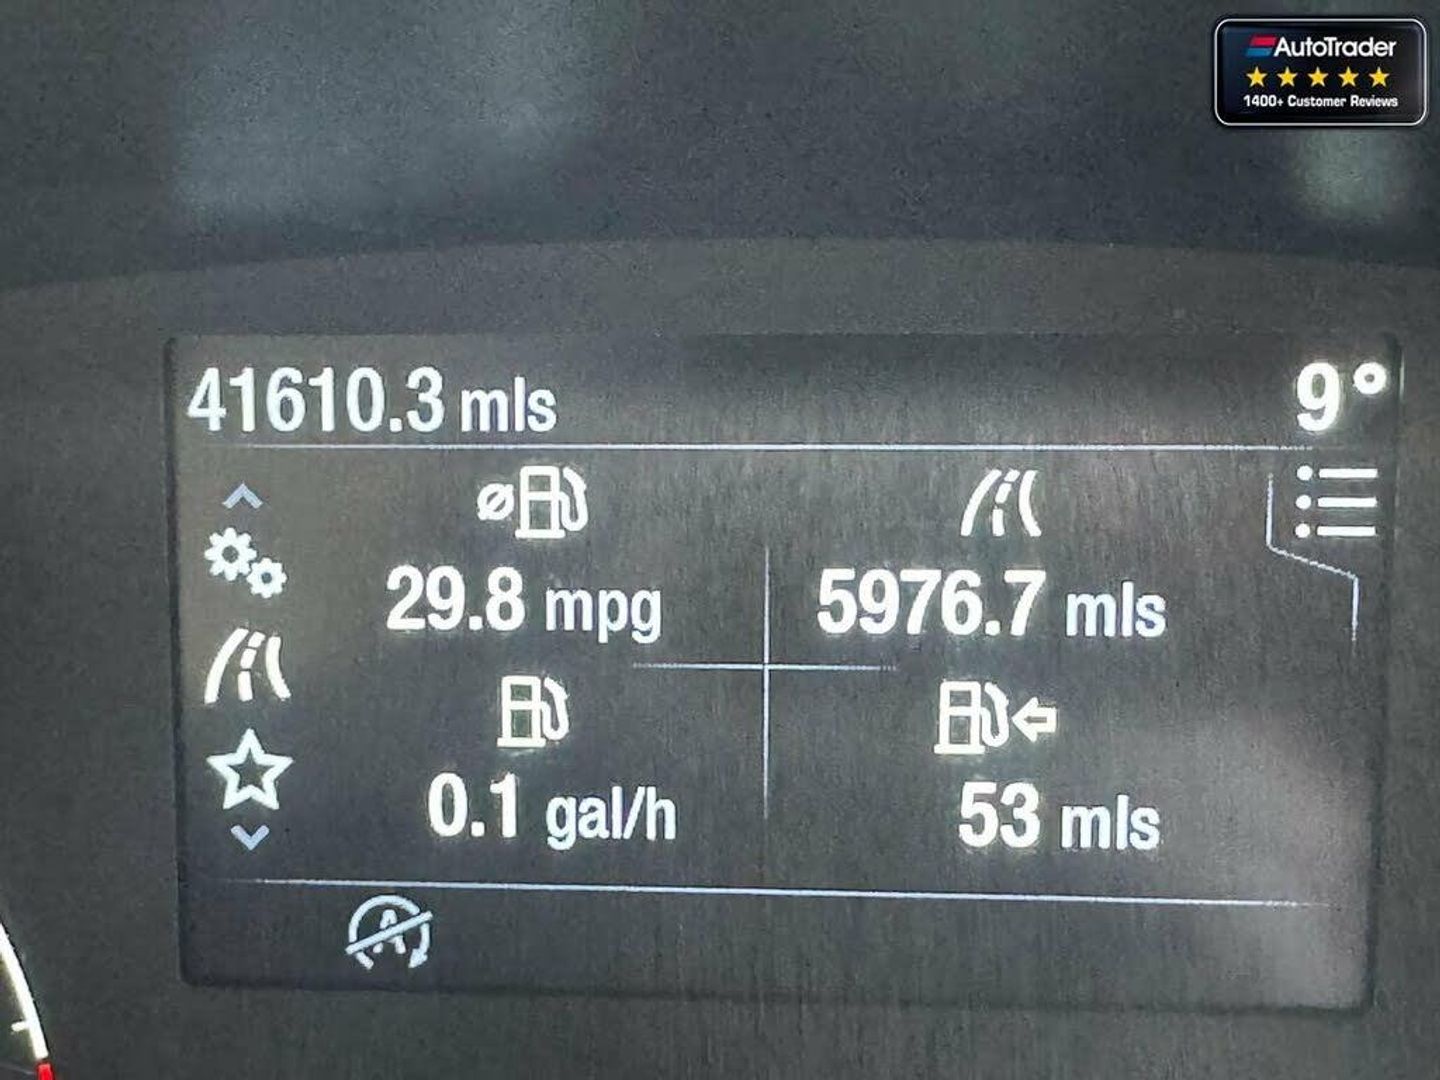 AutoTrader
1400+ Customer Reviews
41610.3 mls
9°
29.8 mpg
5976.7 mls
0.1 gal/h
53 mls
A